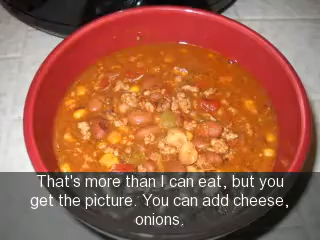 That's more than I can eat, but you
get the picture. You can add cheese,
onions.